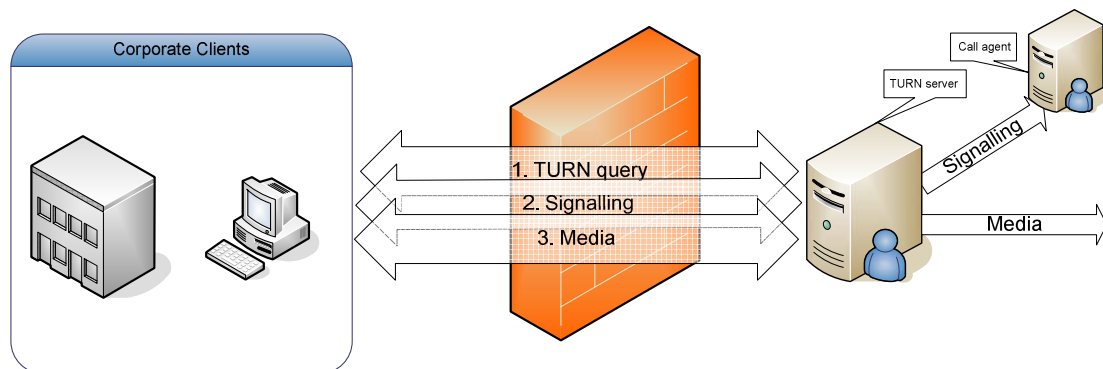 Corporate Clients
Call agent
TURN server
Signalling
1. TURN query
2. Signalling
3. Media
Media